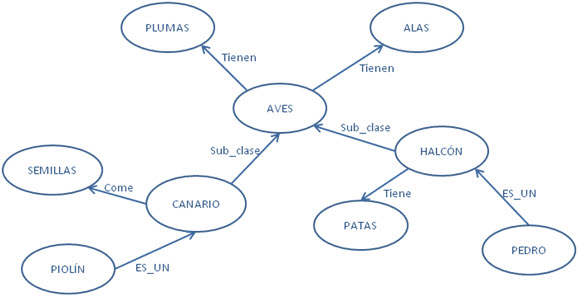 PLUMAS
ALAS
Tienen
Tienen
AVES
Sub_clase
Sub_clase
HALCÓN
SEMILLAS
Come
CANARIO
Tiene
ES_UN
PATAS
PIOLÍN
ES_UN
PEDRO